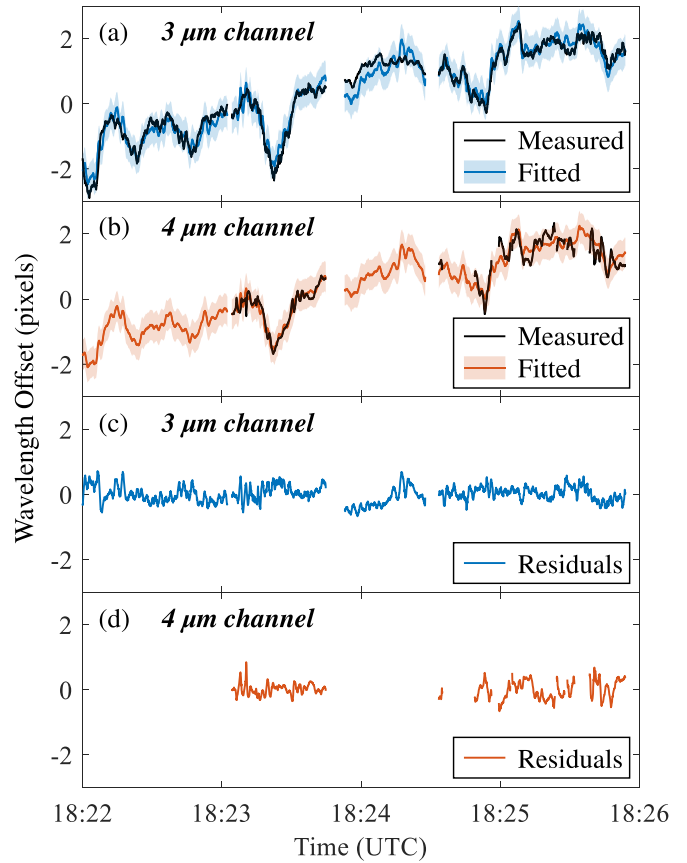 (a) 3 μm channel
2
0
-2
Measured
Fitted
(b) 4 μm channel
2
0
-2
Measured
Fitted
Wavelength Offset (pixels)
(c) 3 μm channel
2
0
-2
Residuals
(d) 4 μm channel
2
0
-2
Residuals
18:22 18:23 18:24 18:25 18:26
Time (UTC)